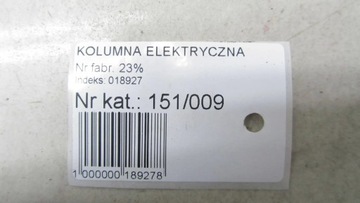 KOLUMNA ELEKTRYCZNA
Nr fabr. 23%
Indeks: 018927
Nr kat.: 151/009
1 000000 189278